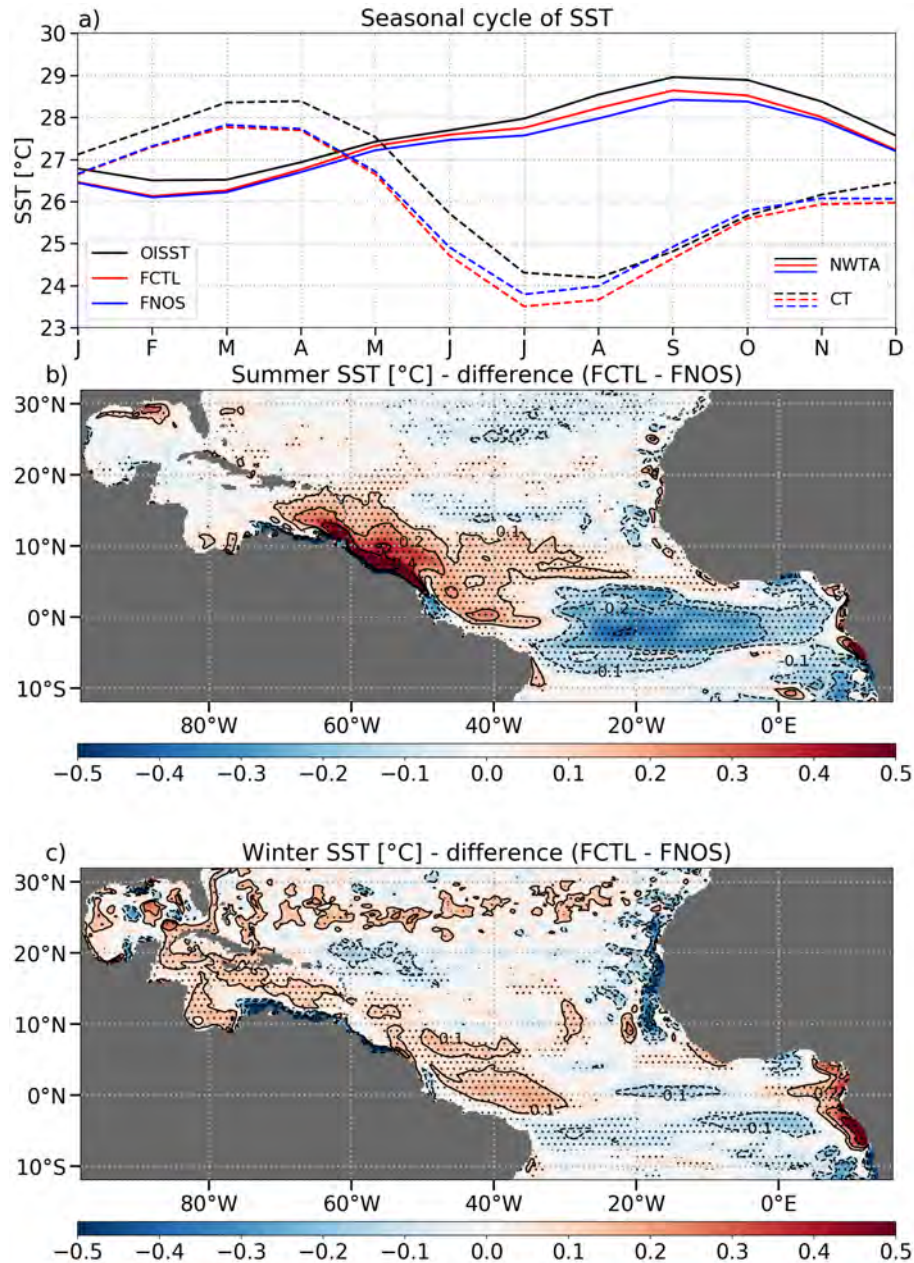 a) Seasonal cycle of SST
30
29
28
27
26
25
24
23
SST [°C]
OISST
FCTL
FNOS
NWTA
CT
J F M A M J J A S O N D
b) Summer SST [°C] - difference (FCTL - FNOS)
30°N
20°N
10°N
0°N
10°S
0.2
0.1
-0.2
-0.1
-0.1
80°W 60°W 40°W 20°W 0°E
−0.5 −0.4 −0.3 −0.2 −0.1 0.0 0.1 0.2 0.3 0.4 0.5
c) Winter SST [°C] - difference (FCTL - FNOS)
30°N
20°N
10°N
0°N
10°S
0.1
0.1
-0.1
0.2
-0.1
80°W 60°W 40°W 20°W 0°E
−0.5 −0.4 −0.3 −0.2 −0.1 0.0 0.1 0.2 0.3 0.4 0.5